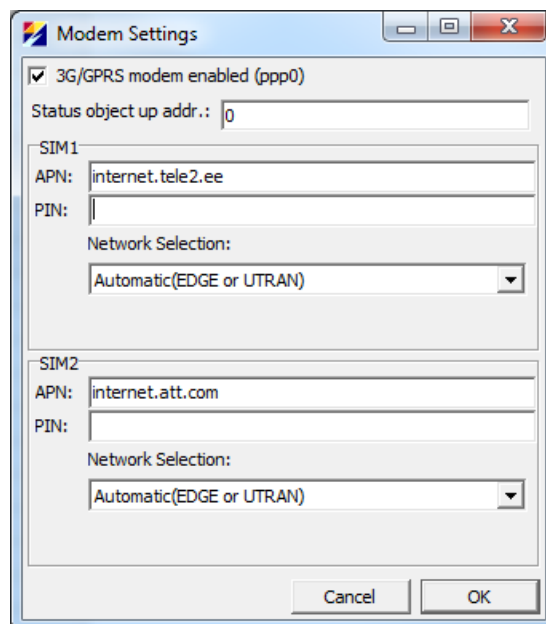 Modem Settings
3G/GPRS modem enabled (ppp0)
Status object up addr.: 0
SIM1
APN: internet.tele2.ee
PIN:
Network Selection:
Automatic(EDGE or UTRAN)
SIM2
APN: internet.att.com
PIN:
Network Selection:
Automatic(EDGE or UTRAN)
Cancel OK